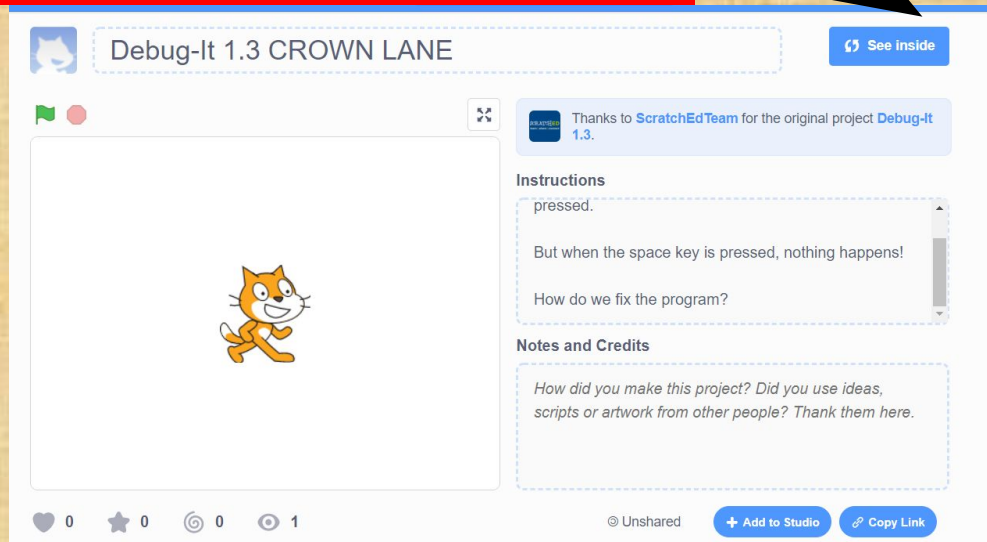 Debug-It 1.3 CROWN LANE
See inside
Thanks to ScratchEdTeam for the original project Debug-It
1.3.
Instructions
pressed.
But when the space key is pressed, nothing happens!
How do we fix the program?
Notes and Credits
How did you make this project? Did you use ideas,
scripts or artwork from other people? Thank them here.
0
0
0
1
Unshared
+ Add to Studio
Copy Link